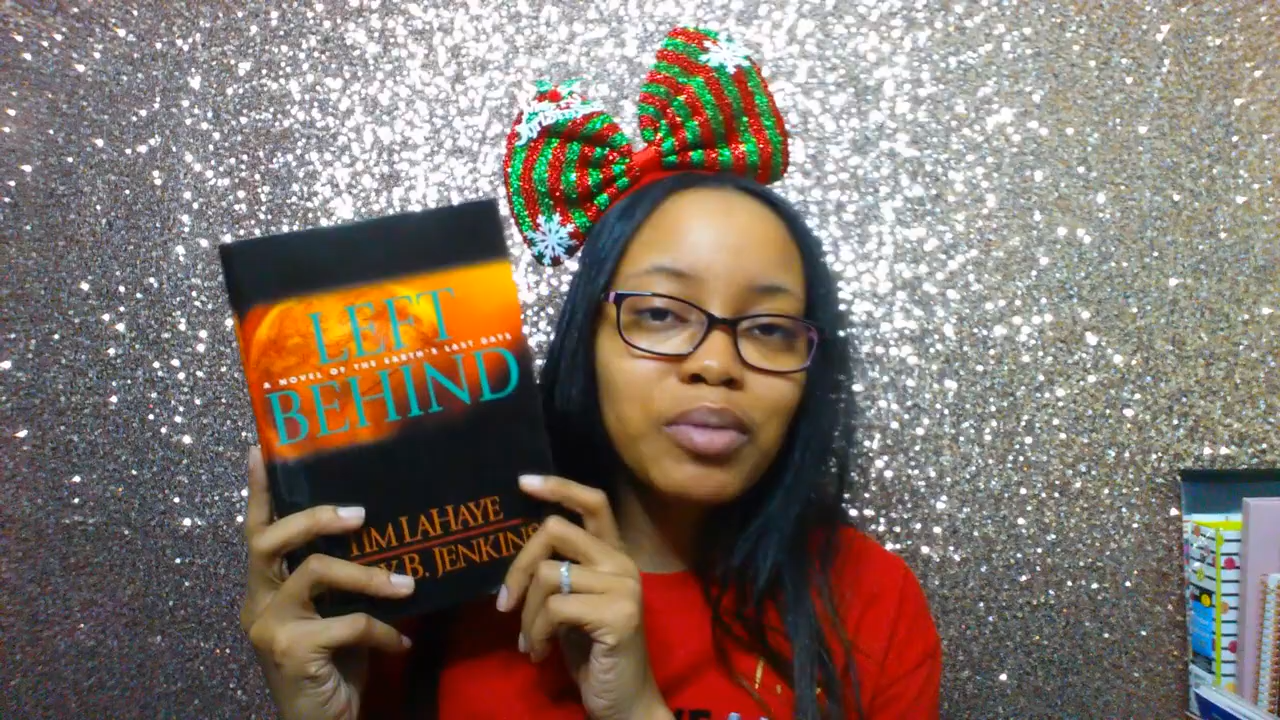 LEFT
A NOVEL OF THE EARTH'S LAST DAYS
BEHIND
TIM LAHAYE
B. JENKINS